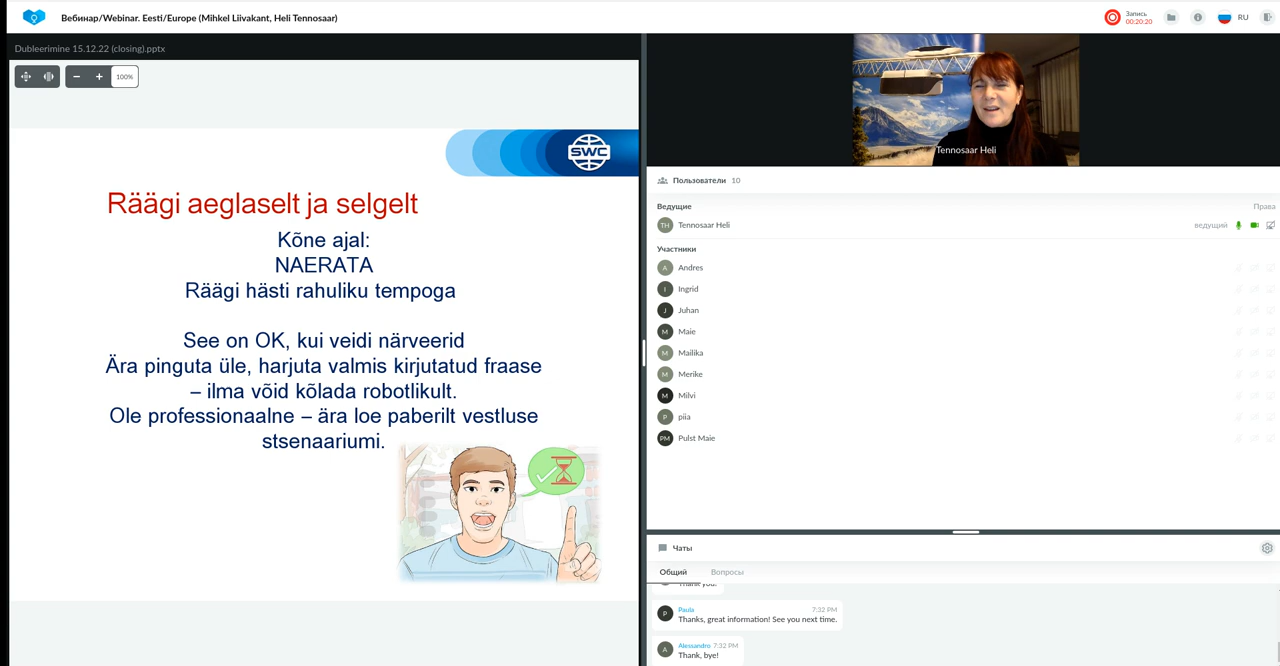 Вебинар/Webinar. Eesti/Europe (Mihkel Liivakant, Heli Tennosaar)
Запись
00:20:20
RU
Dubleerimine 15.12.22 (closing).pptx
100%
SWC
Räägi aeglaselt ja selgelt
Kõne ajal:
NAERATA
Räägi hästi rahuliku tempoga
See on OK, kui veidi närveerid
Ära pinguta üle, harjuta valmis kirjutatud fraase
– ilma võid kõlada robotlikult.
Ole professionaalne – ära loe paberilt vestluse
stsenaariumi.
Tennosaar Heli
Пользователи 10
Ведущие Права
TH Tennosaar Heli ведущий
Участники
A Andres
I Ingrid
J Juhan
M Maie
M Mailika
M Merike
M Milvi
P piia
PM Pulst Maie
Чаты
Общий Вопросы
Thank you.
P Paula 7:32 PM
Thanks, great information! See you next time.
A Alessandro 7:32 PM
Thank, bye!